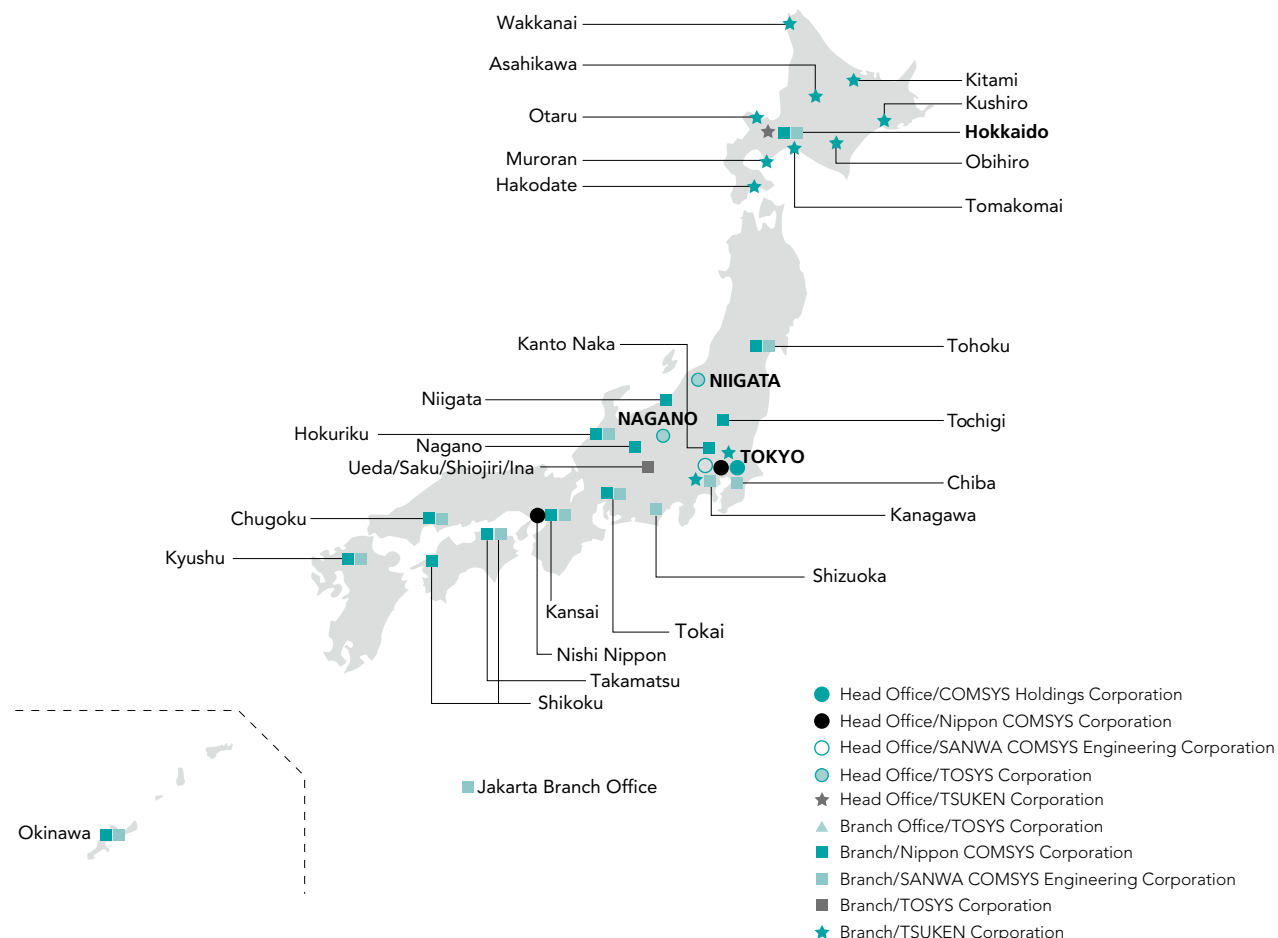 Wakkanai
Asahikawa
Kitami
Kushiro
Otaru
Hokkaido
Muroran
Obihiro
Hakodate
Tomakomai
Kanto Naka
Tohoku
NIIGATA
Niigata
NAGANO
Tochigi
Hokuriku
Nagano
TOKYO
Ueda/Saku/Shiojiri/Ina
Chiba
Kanagawa
Chugoku
Kyushu
Shizuoka
Kansai
Tokai
Nishi Nippon
Takamatsu
Shikoku
Jakarta Branch Office
Okinawa
Head Office/COMSYS Holdings Corporation
Head Office/Nippon COMSYS Corporation
Head Office/SANWA COMSYS Engineering Corporation
Head Office/TOSYS Corporation
Head Office/TSUKEN Corporation
Branch Office/TOSYS Corporation
Branch/Nippon COMSYS Corporation
Branch/SANWA COMSYS Engineering Corporation
Branch/TOSYS Corporation
Branch/TSUKEN Corporation